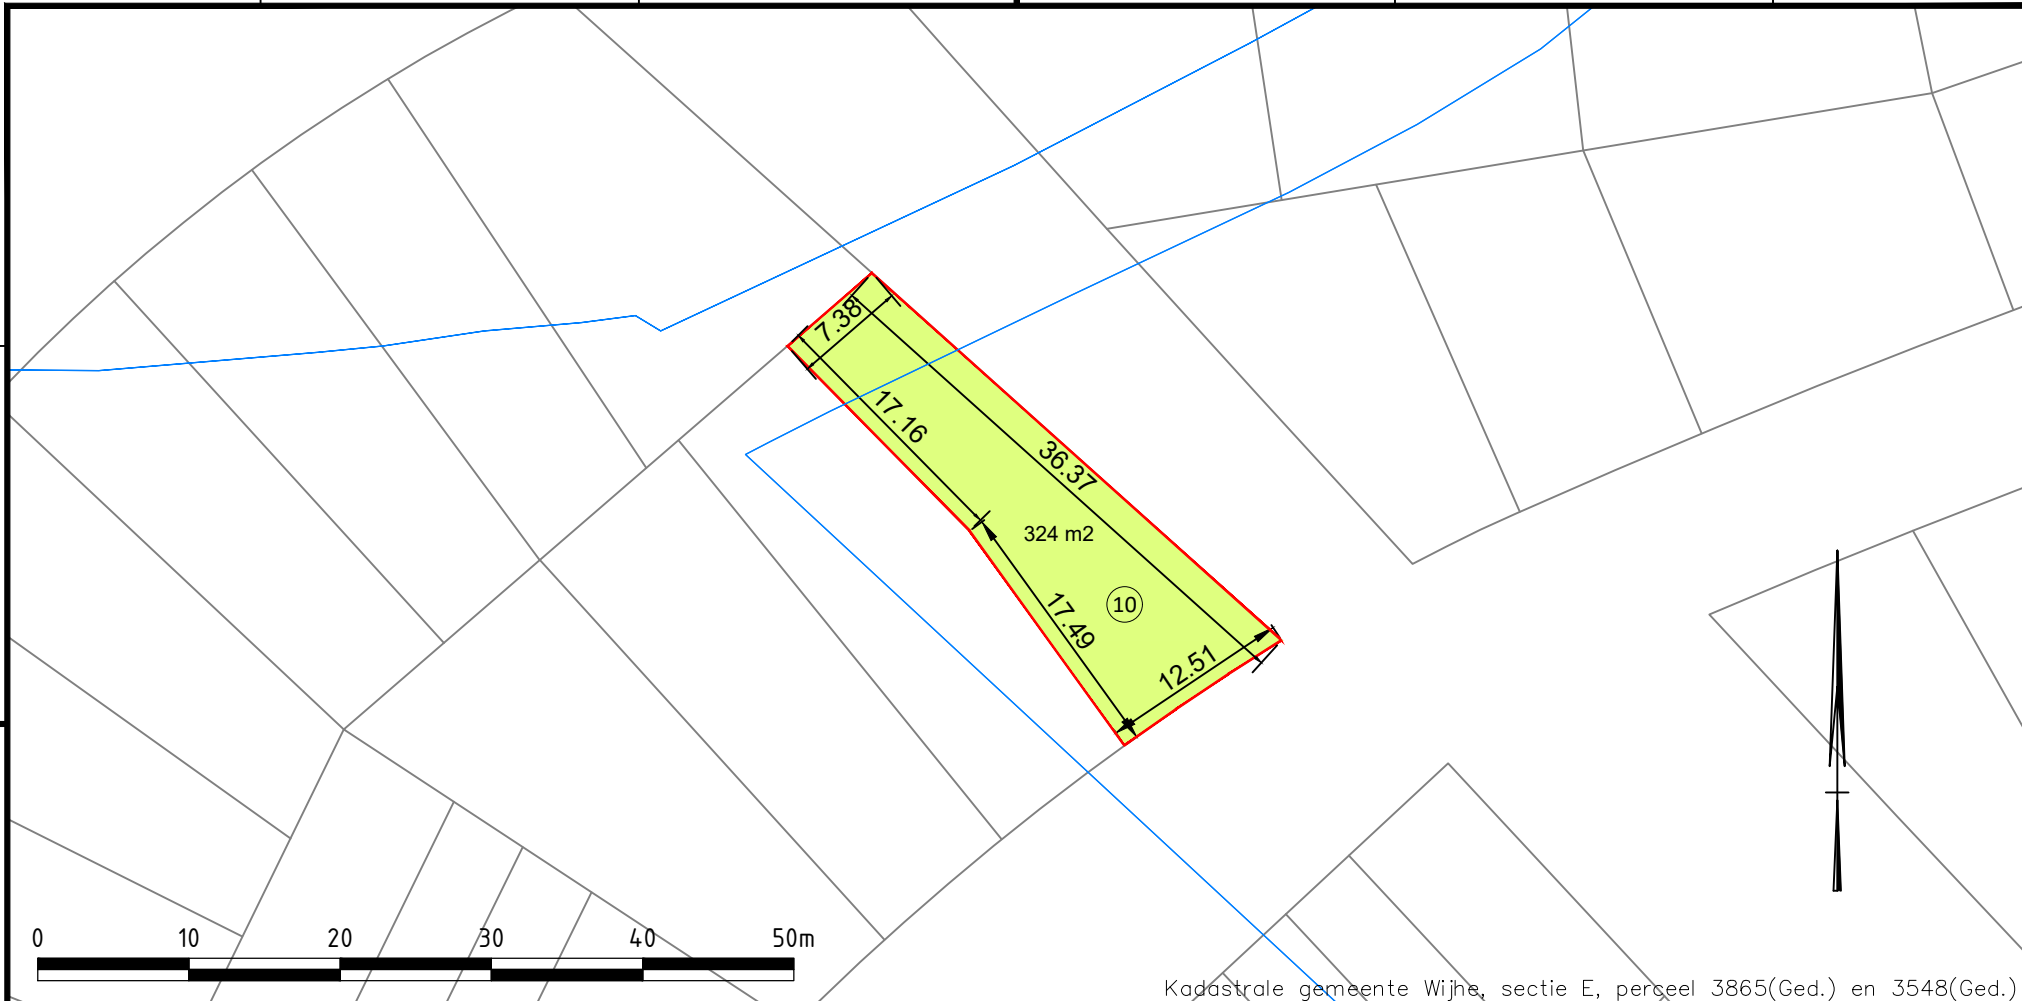 7.38
17.16
36.37
324 m2
10
17.49
12.51
0 10 20 30 40 50m
Kadastrale gemeente Wijhe, sectie E, perceel 3865(Ged.) en 3548(Ged.)